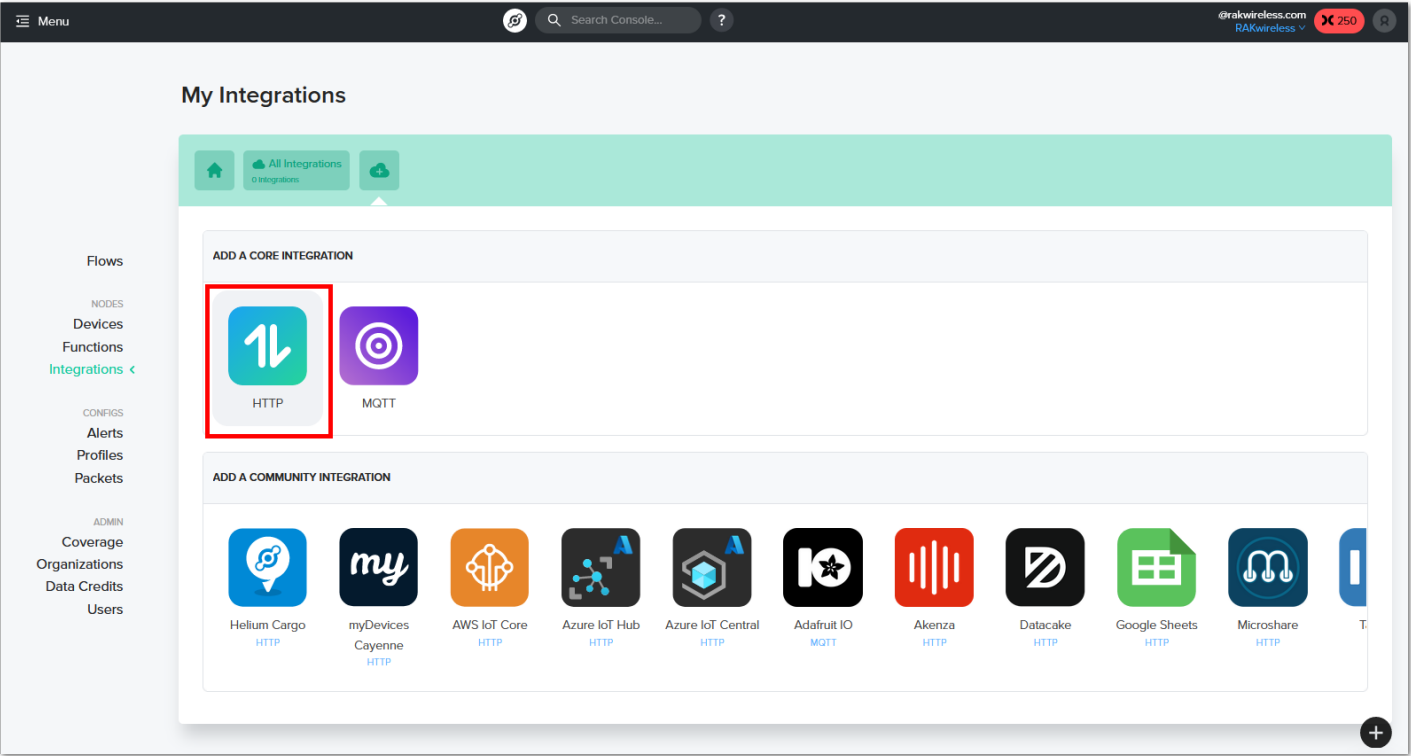 Menu
Search Console...
?
@rakwireless.com
RAKwireless
250
My Integrations
All Integrations
0 Integrations
Flows
NODES
Devices
Functions
Integrations
CONFIGS
Alerts
Profiles
Packets
ADMIN
Coverage
Organizations
Data Credits
Users
ADD A CORE INTEGRATION
HTTP
MQTT
ADD A COMMUNITY INTEGRATION
my
Helium Cargo
HTTP
myDevices
Cayenne
HTTP
AWS IoT Core
HTTP
Azure IoT Hub
HTTP
Azure IoT Central
HTTP
Adafruit IO
MQTT
Akenza
HTTP
Datacake
HTTP
Google Sheets
HTTP
Microshare
HTTP